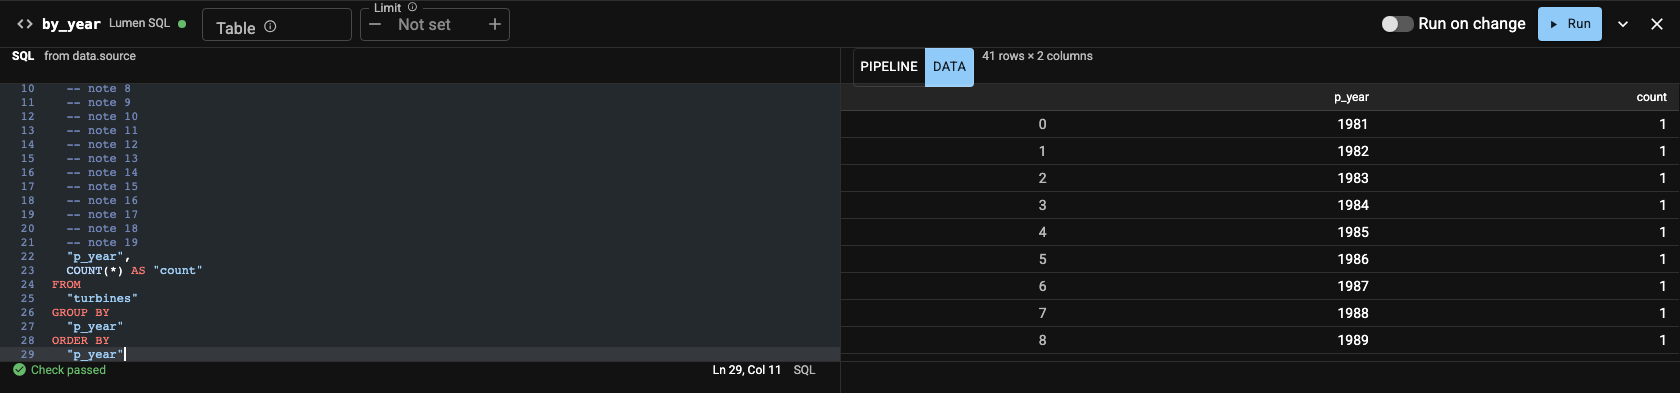 <> by_year Lumen SQL Table Limit − Not set + Run on change Run
SQL from data.source
10 -- note 8
11 -- note 9
12 -- note 10
13 -- note 11
14 -- note 12
15 -- note 13
16 -- note 14
17 -- note 15
18 -- note 16
19 -- note 17
20 -- note 18
21 -- note 19
22 "p_year",
23 COUNT(*) AS "count"
24 FROM
25 "turbines"
26 GROUP BY
27 "p_year"
28 ORDER BY
29 "p_year"
Check passed Ln 29, Col 11 SQL
PIPELINE DATA 41 rows × 2 columns
p_year count
0 1981 1
1 1982 1
2 1983 1
3 1984 1
4 1985 1
5 1986 1
6 1987 1
7 1988 1
8 1989 1